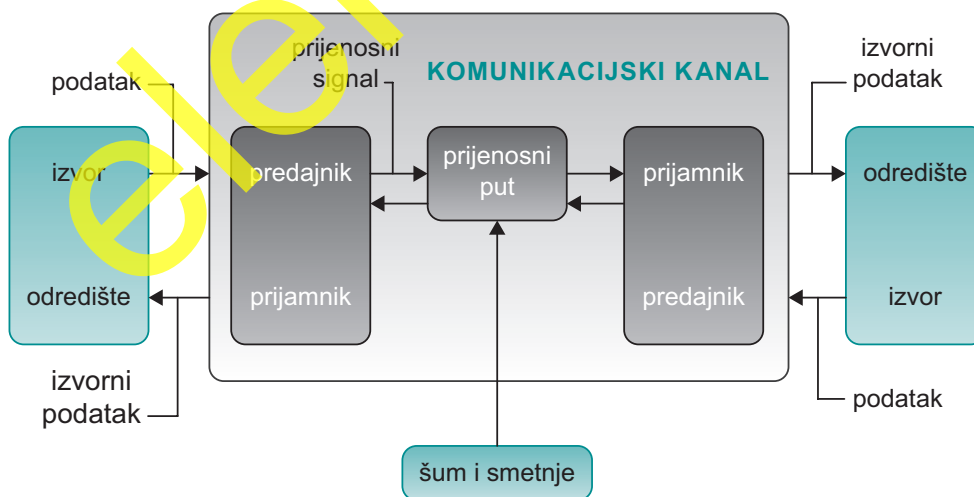 prijenosni
signal
izvorni
podatak
podatak
KOMUNIKACIJSKI KANAL
izvor
predajnik
prijenosni
put
prijamnik
odredište
odredište
prijamnik
predajnik
izvor
izvorni
podatak
podatak
šum i smetnje